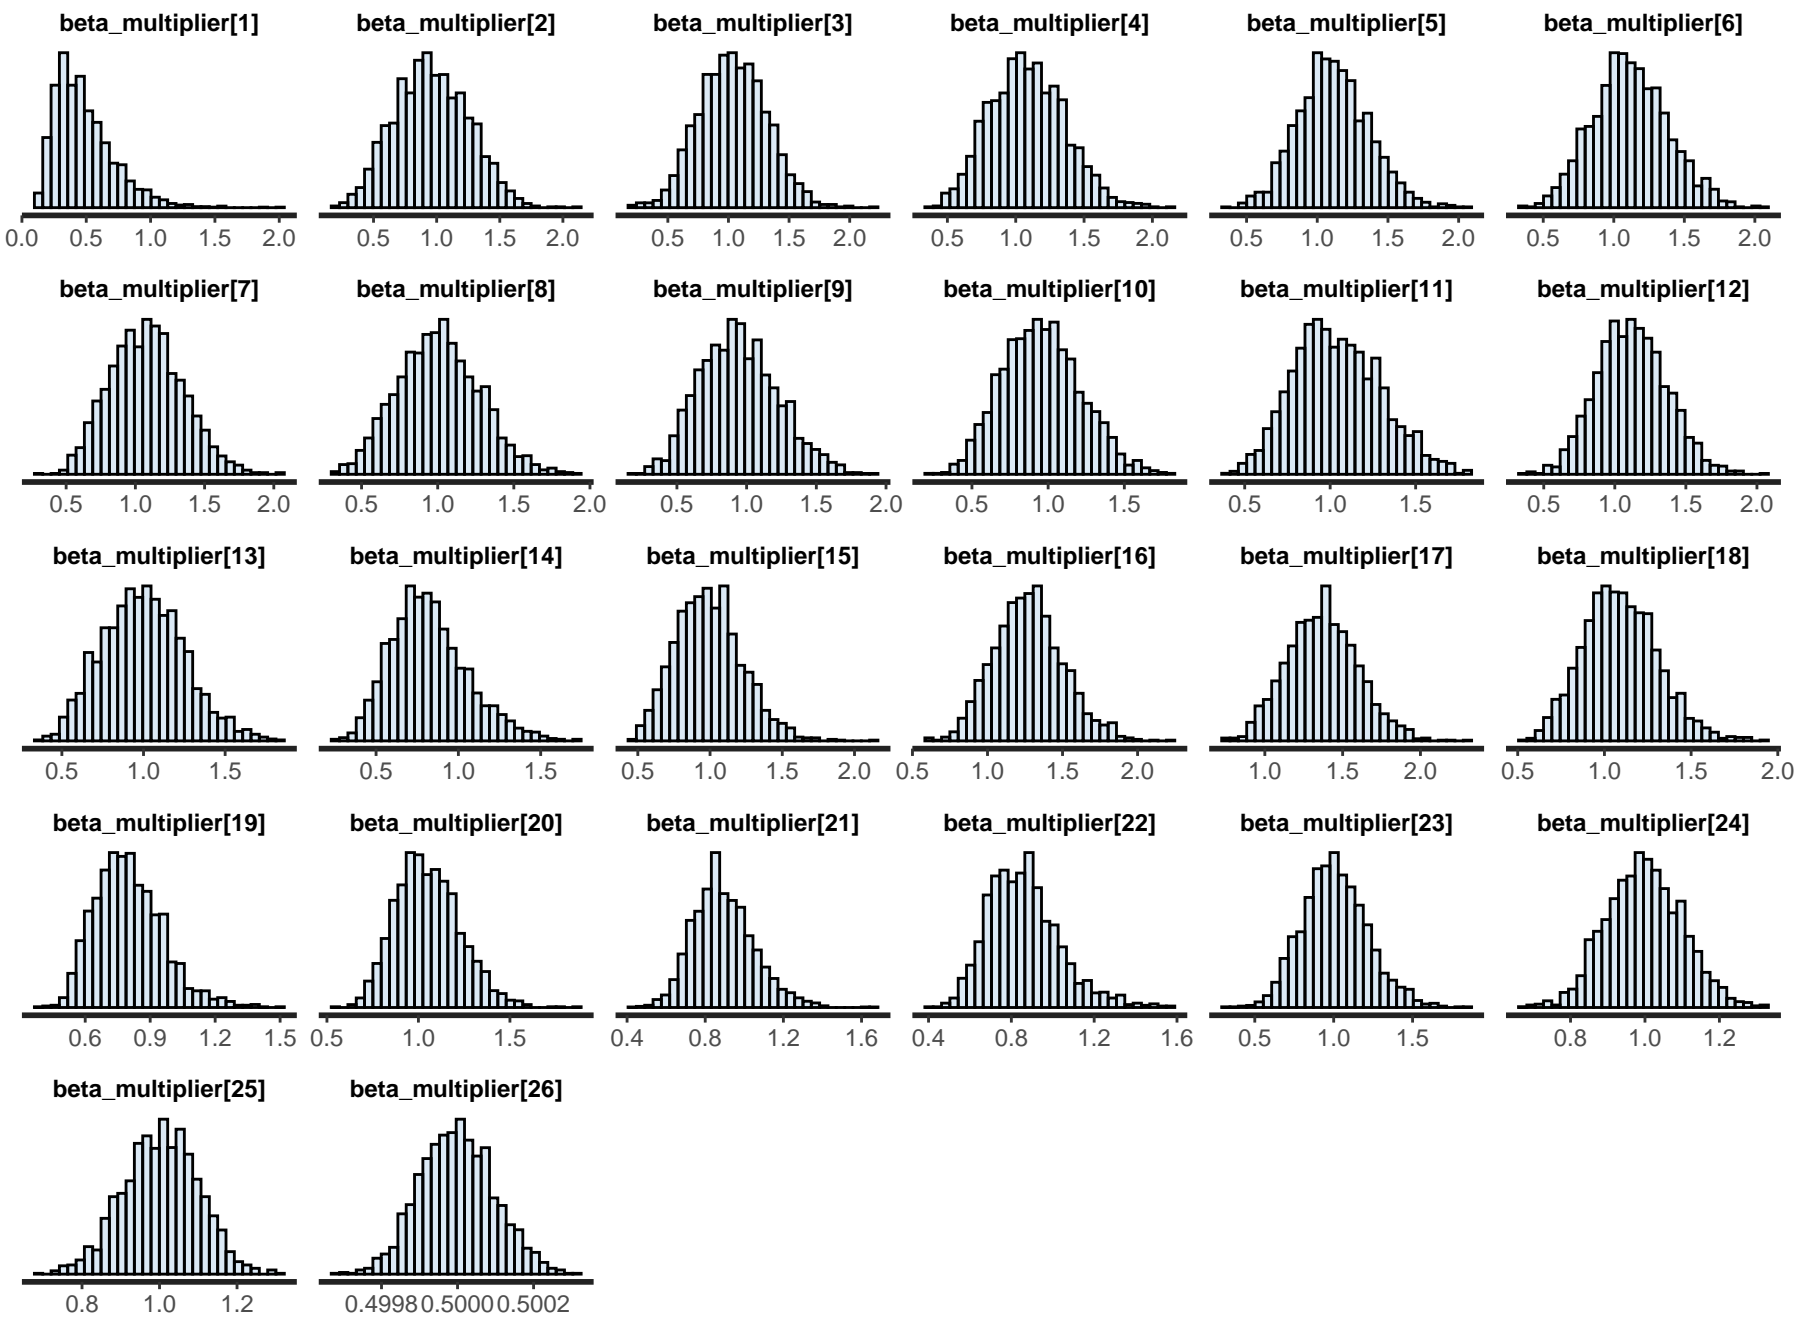 beta_multiplier[1] beta_multiplier[2] beta_multiplier[3] beta_multiplier[4] beta_multiplier[5] beta_multiplier[6]
0.0 0.5 1.0 1.5 2.0 0.5 1.0 1.5 2.0 0.5 1.0 1.5 2.0 0.5 1.0 1.5 2.0 0.5 1.0 1.5 2.0 0.5 1.0 1.5 2.0
beta_multiplier[7] beta_multiplier[8] beta_multiplier[9] beta_multiplier[10] beta_multiplier[11] beta_multiplier[12]
0.5 1.0 1.5 2.0 0.5 1.0 1.5 2.0 0.5 1.0 1.5 2.0 0.5 1.0 1.5 0.5 1.0 1.5 0.5 1.0 1.5 2.0
beta_multiplier[13] beta_multiplier[14] beta_multiplier[15] beta_multiplier[16] beta_multiplier[17] beta_multiplier[18]
0.5 1.0 1.5 0.5 1.0 1.5 0.5 1.0 1.5 2.0 0.5 1.0 1.5 2.0 1.0 1.5 2.0 0.5 1.0 1.5 2.0
beta_multiplier[19] beta_multiplier[20] beta_multiplier[21] beta_multiplier[22] beta_multiplier[23] beta_multiplier[24]
0.6 0.9 1.2 1.5 0.5 1.0 1.5 0.4 0.8 1.2 1.6 0.4 0.8 1.2 1.6 0.5 1.0 1.5 0.8 1.0 1.2
beta_multiplier[25] beta_multiplier[26]
0.8 1.0 1.2 0.4998 0.5000 0.5002